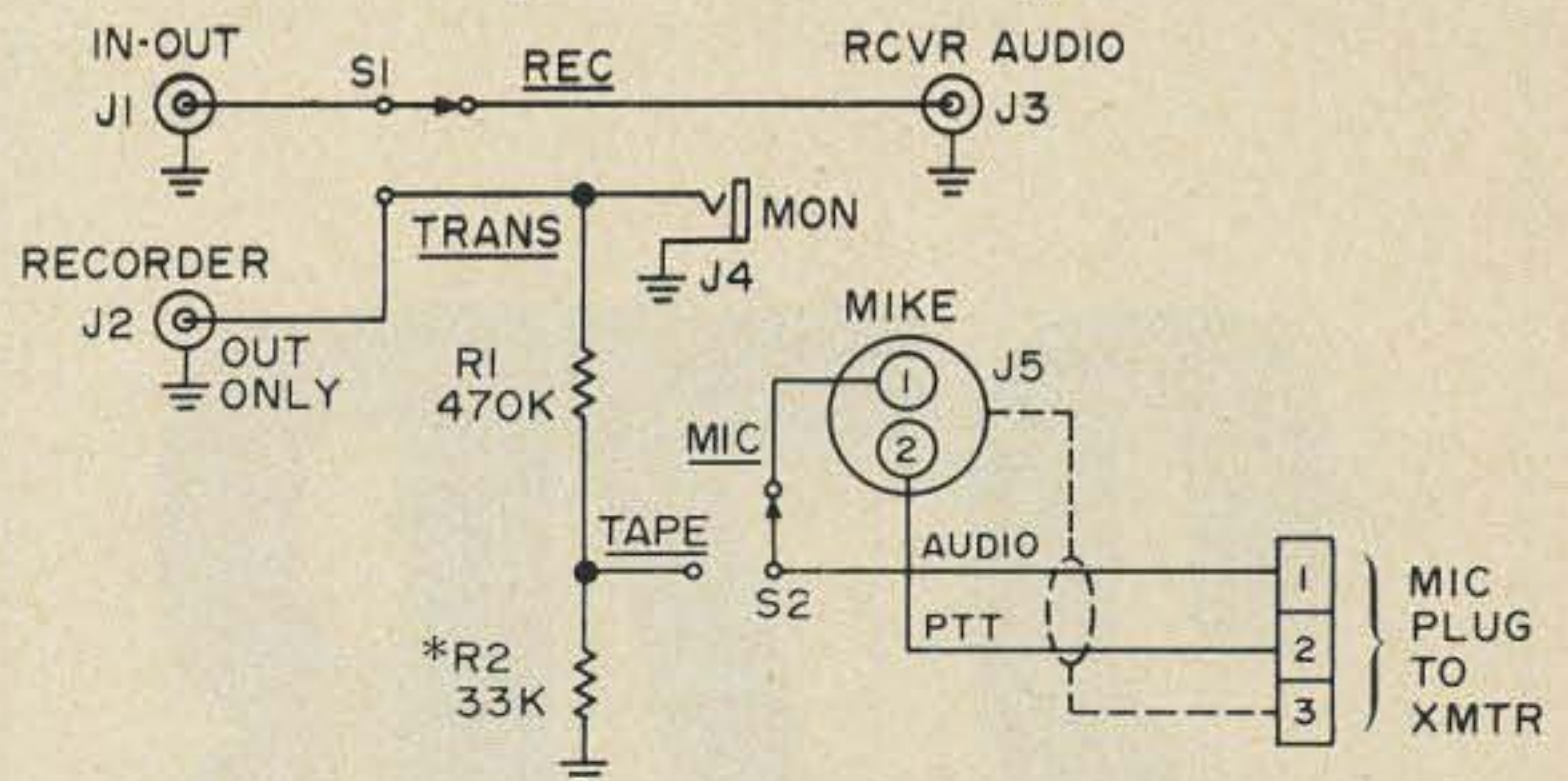 IN-OUT
J1
S1
REC
RCVR AUDIO
J3
TRANS
MON
J4
RECORDER
J2
OUT
ONLY
R1
470K
MIKE
J5
1
2
MIC
TAPE
S2
AUDIO
PTT
*R2
33K
1
2
3
MIC
PLUG
TO
XMTR